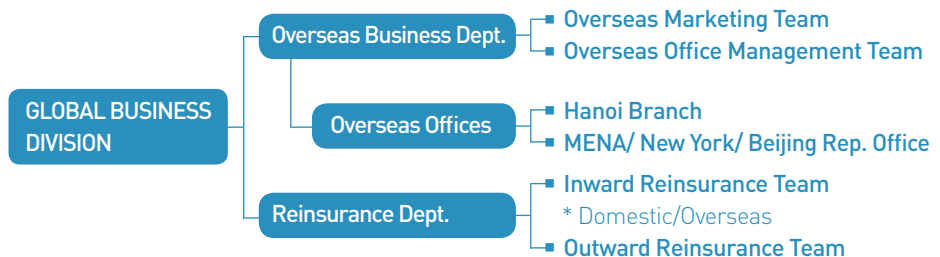 GLOBAL BUSINESS
DIVISION
Overseas Business Dept.
Overseas Marketing Team
Overseas Office Management Team
Overseas Offices
Hanoi Branch
MENA/ New York/ Beijing Rep. Office
Reinsurance Dept.
Inward Reinsurance Team
* Domestic/Overseas
Outward Reinsurance Team